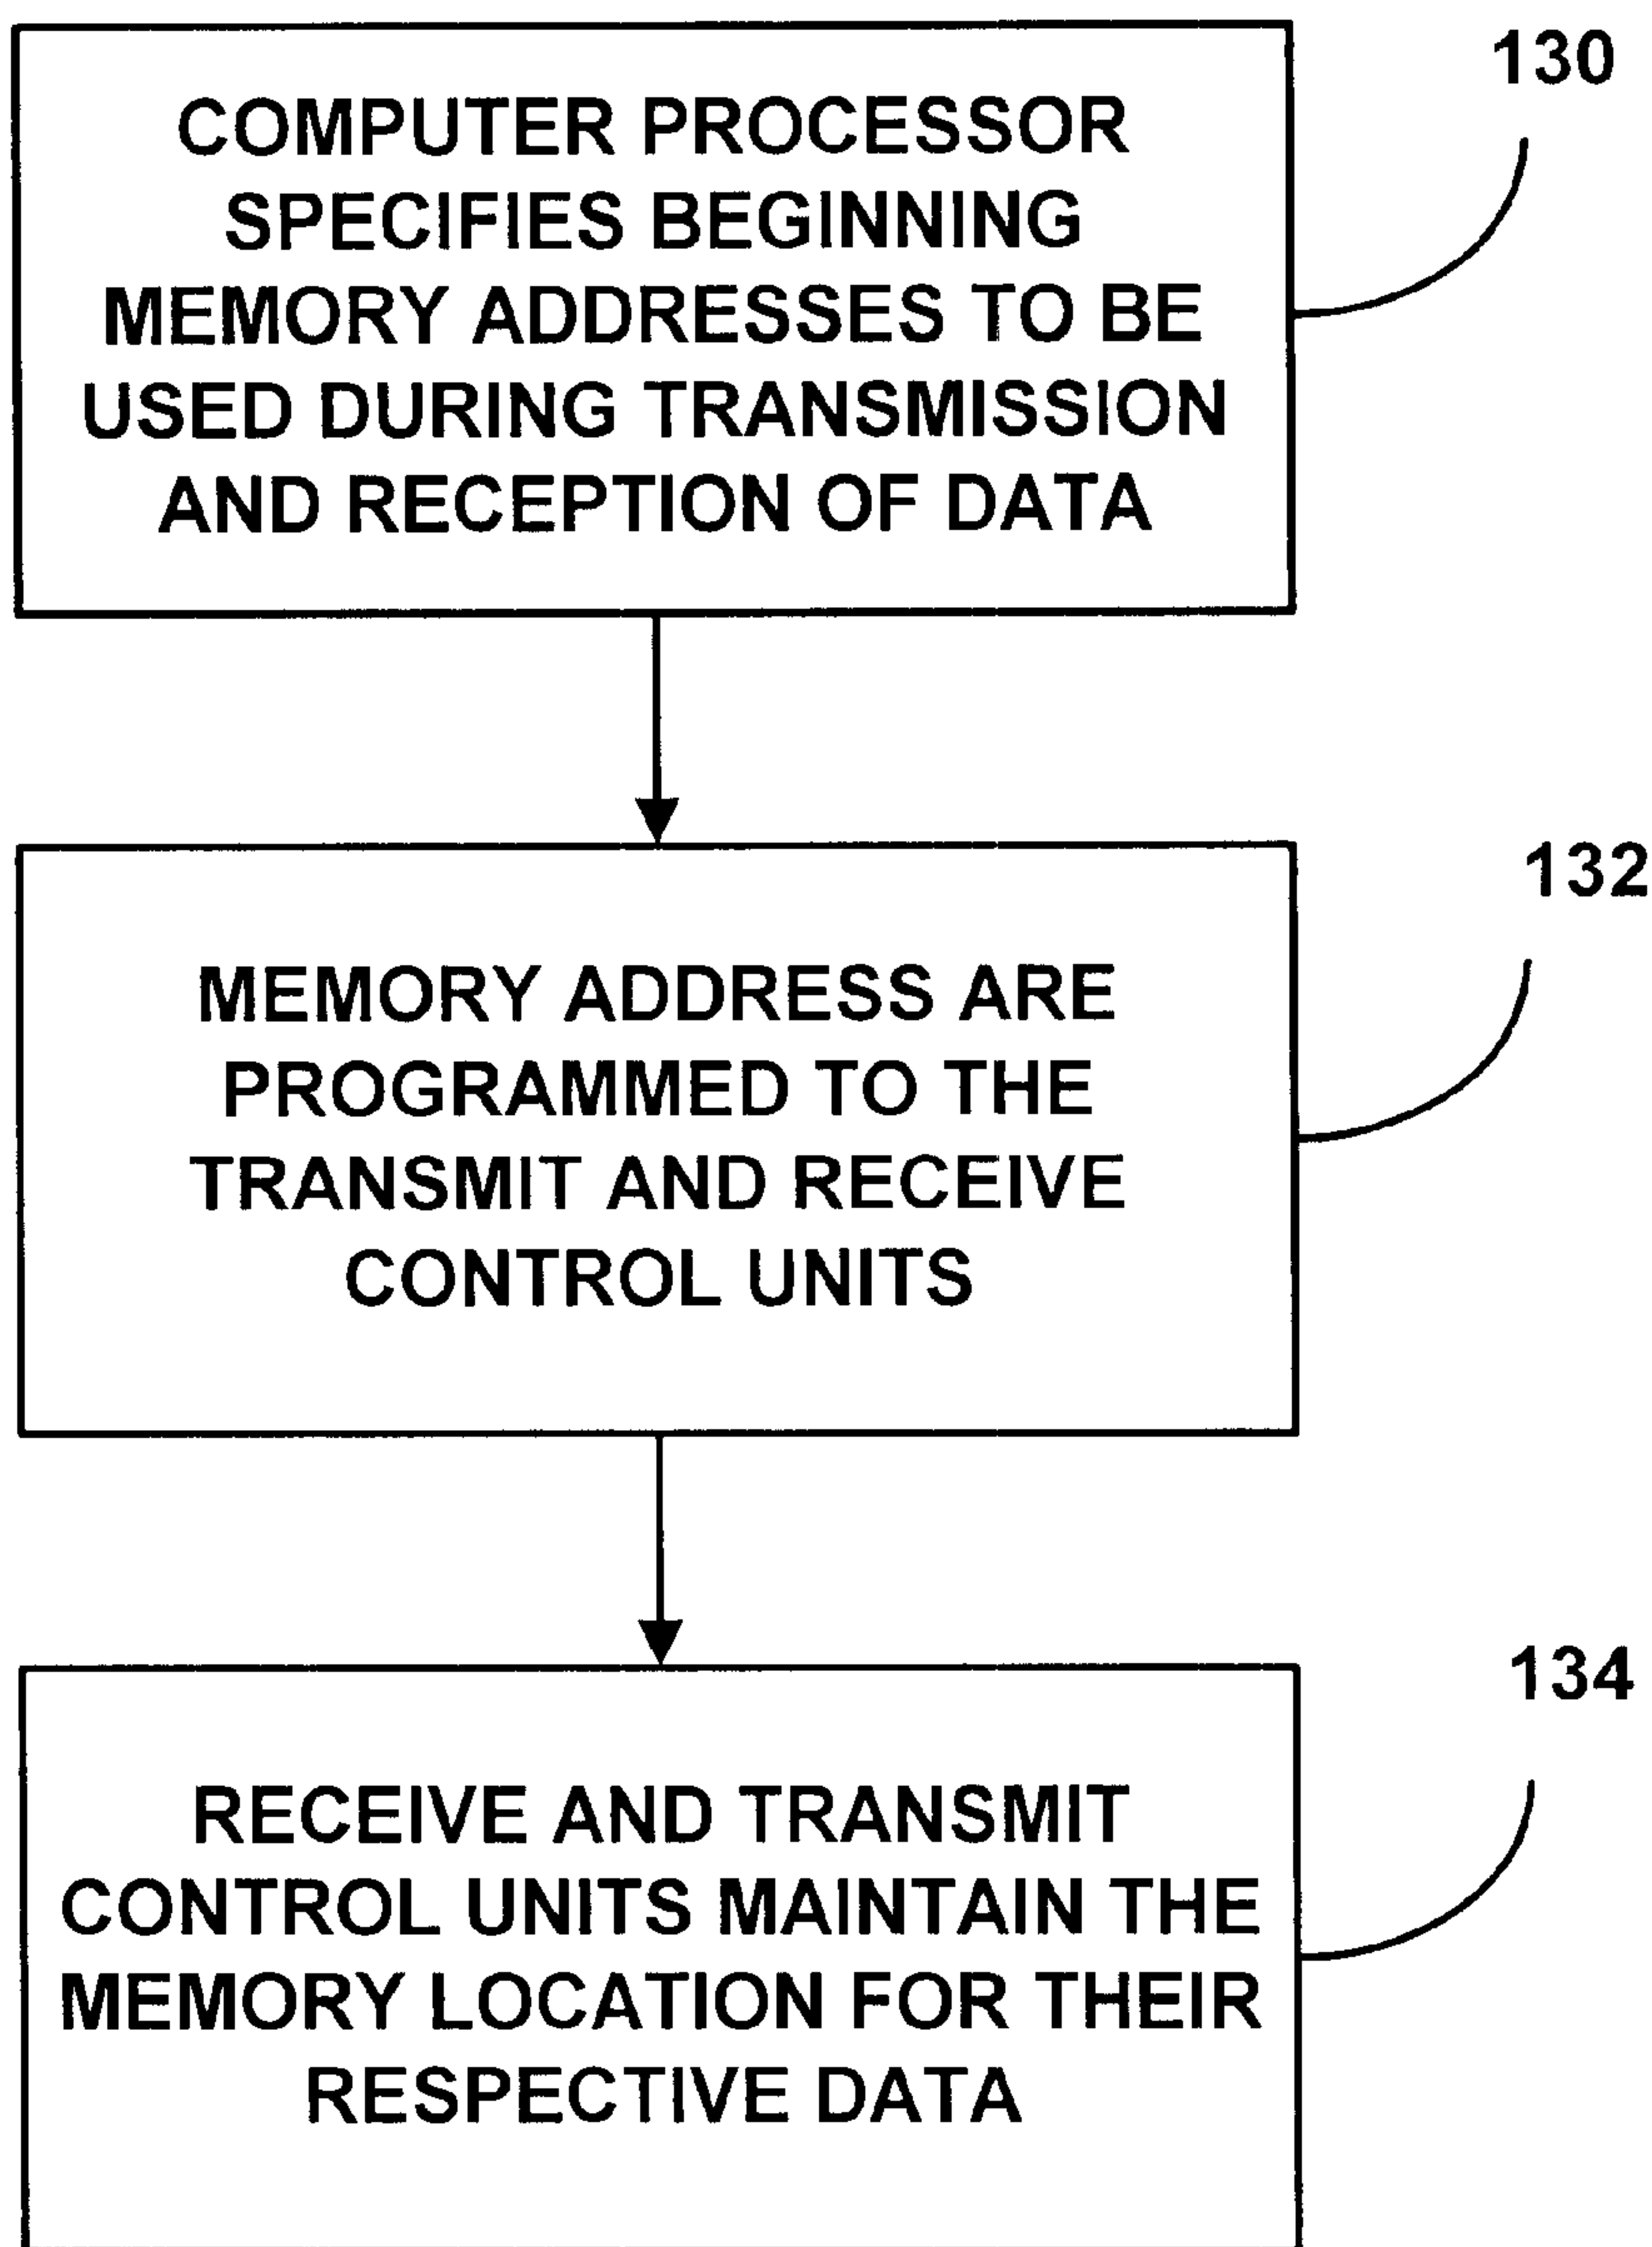 130
COMPUTER PROCESSOR
SPECIFIES BEGINNING
MEMORY ADDRESSES TO BE
USED DURING TRANSMISSION
AND RECEPTION OF DATA
132
MEMORY ADDRESS ARE
PROGRAMMED TO THE
TRANSMIT AND RECEIVE
CONTROL UNITS
134
RECEIVE AND TRANSMIT
CONTROL UNITS MAINTAIN THE
MEMORY LOCATION FOR THEIR
RESPECTIVE DATA